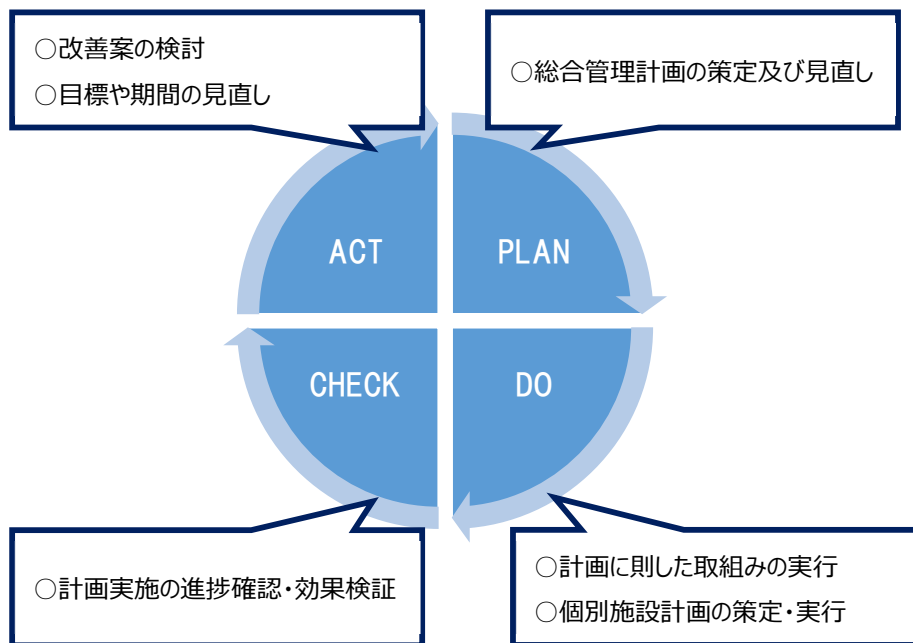 ○改善案の検討
○目標や期間の見直し
○総合管理計画の策定及び見直し
ACT
PLAN
CHECK
DO
○計画実施の進捗確認・効果検証
○計画に則した取組みの実行
○個別施設計画の策定・実行